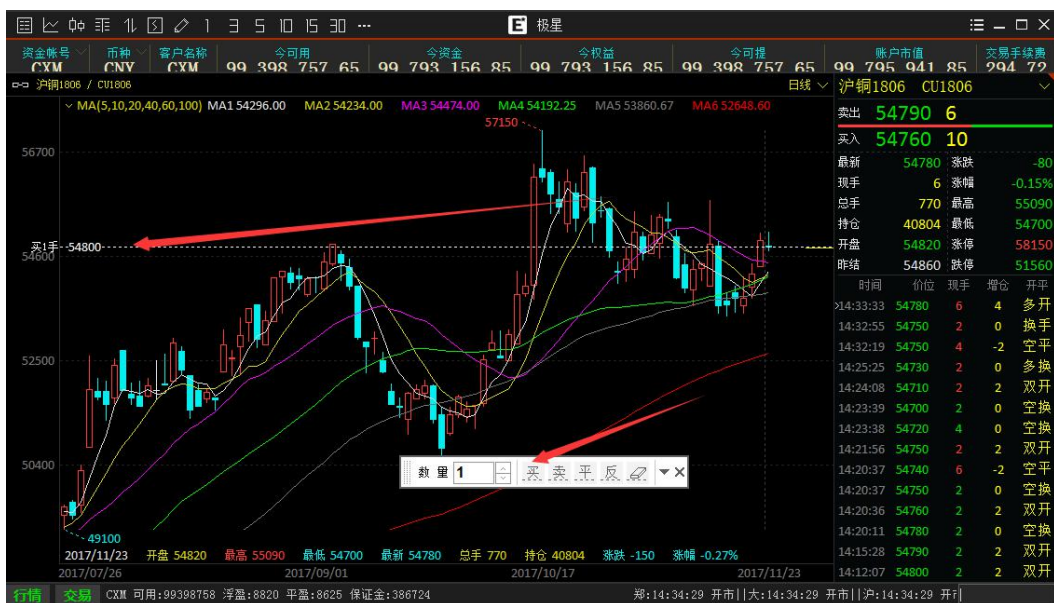 1 3 5 10 15 30 ··· E 极星
资金帐号 币种 客户名称 今可用 今资金 今权益 今可提 账户市值 交易手续费
CXM CNY CXM 99 398 757 65 99 793 156 85 99 793 156 85 99 398 757 65 99 795 941 85 294 72
沪铜1806 / CU1806 日线
MA(5,10,20,40,60,100) MA1 54296.00 MA2 54234.00 MA3 54474.00 MA4 54192.25 MA5 53860.67 MA6 52648.60
57150
56700
买1手 54800
54600
52500
50400
49100
数量 1 买 卖 平 反
2017/11/23 开盘 54820 最高 55090 最低 54700 最新 54780 总手 770 持仓 40804 涨跌 -150 涨幅 -0.27%
2017/07/26 2017/09/01 2017/10/17 2017/11/23
沪铜1806 CU1806
卖出 54790 6
买入 54760 10
最新 54780 涨跌 -80
现手 6 涨幅 -0.15%
总手 770 最高 55090
持仓 40804 最低 54700
开盘 54820 涨停 58150
昨结 54860 跌停 51560
时间 价位 现手 增仓 开平
14:33:33 54780 6 4 多开
14:32:55 54750 2 0 换手
14:32:19 54750 4 -2 空平
14:25:25 54730 2 0 多换
14:24:08 54710 2 2 双开
14:23:39 54700 2 0 空换
14:23:38 54720 4 0 空换
14:21:56 54750 2 2 双开
14:20:37 54740 6 -2 空平
14:20:37 54750 2 0 空换
14:20:36 54760 2 2 双开
14:20:11 54780 2 0 空换
14:15:28 54790 2 2 双开
14:12:07 54800 2 2 双开
行情 交易 CXM 可用:99398758 浮盈:8820 平盈:8625 保证金:386724 郑:14:34:29 开市||大:14:34:29 开市||沪:14:34:29